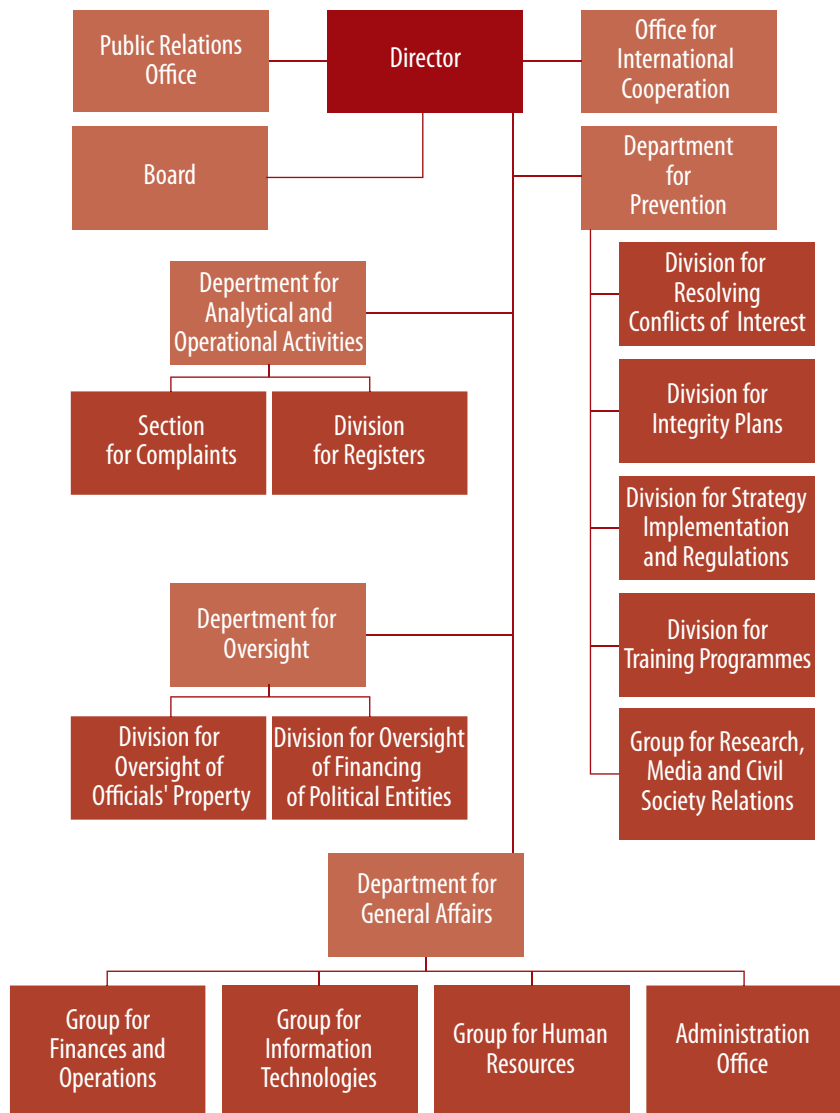 Public Relations
Office
Director
Office for
International
Cooperation
Board
Department
for
Prevention
Depertment for
Analytical and
Operational Activities
Section
for Complaints
Division
for Registers
Division for
Resolving
Conflicts of Interest
Division for
Integrity Plans
Division for Strategy
Implementation
and Regulations
Division for
Training Programmes
Group for Research,
Media and Civil
Society Relations
Department for
Oversight
Division for
Oversight of
Officials' Property
Division for Oversight
of Financing
of Political Entities
Department for
General Affairs
Group for
Finances and
Operations
Group for
Information
Technologies
Group for Human
Resources
Administration
Office